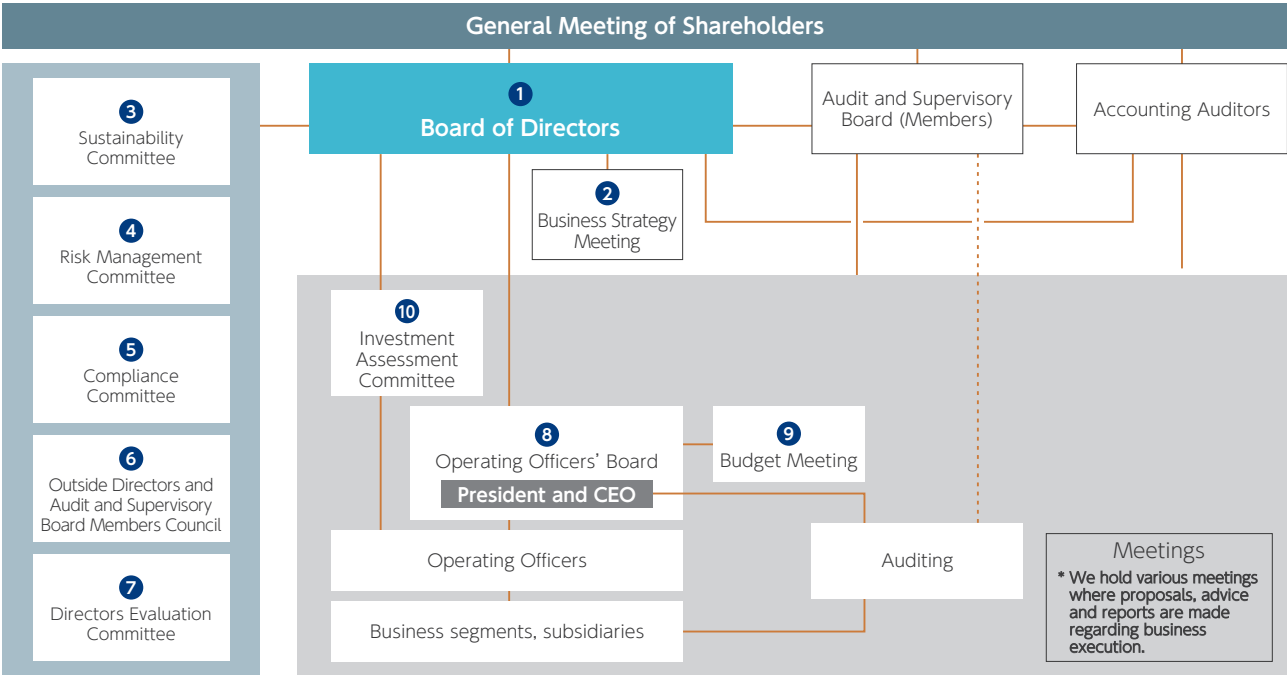 General Meeting of Shareholders
3
Sustainability
Committee
4
Risk Management
Committee
5
Compliance
Committee
6
Outside Directors and
Audit and Supervisory
Board Members Council
7
Directors Evaluation
Committee
1
Board of Directors
Audit and Supervisory
Board (Members)
Accounting Auditors
2
Business Strategy
Meeting
10
Investment
Assessment
Committee
8
Operating Officers’ Board
President and CEO
9
Budget Meeting
Operating Officers
Auditing
Business segments, subsidiaries
Meetings
* We hold various meetings
where proposals, advice
and reports are made
regarding business
execution.